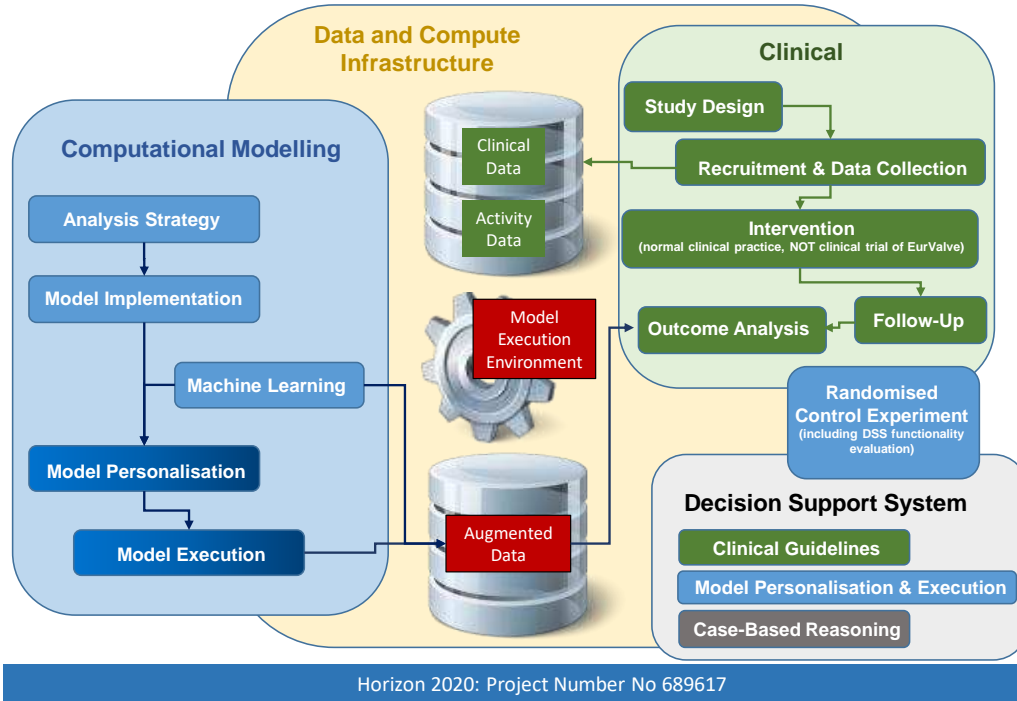 Data and Compute
Infrastructure
Clinical
Study Design
Recruitment & Data Collection
Intervention
(normal clinical practice, NOT clinical trial of EurValve)
Follow-Up
Outcome Analysis
Computational Modelling
Analysis Strategy
Model Implementation
Machine Learning
Model Personalisation
Model Execution
Clinical
Data
Activity
Data
Model
Execution
Environment
Augmented
Data
Randomised
Control Experiment
(including DSS functionality
evaluation)
Decision Support System
Clinical Guidelines
Model Personalisation & Execution
Case-Based Reasoning
Horizon 2020: Project Number No 689617